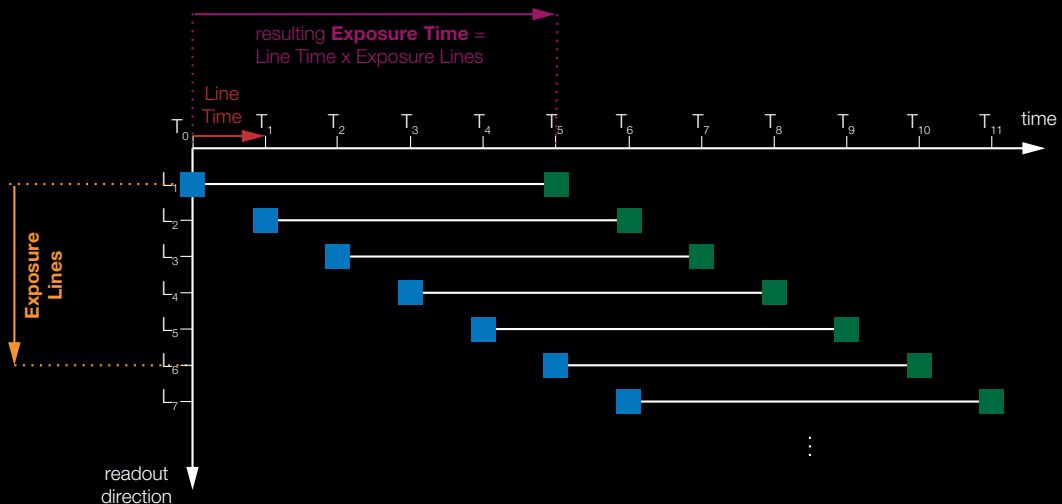 resulting Exposure Time =
Line Time x Exposure Lines
Line
Time
T₀ T₁ T₂ T₃ T₄ T₅ T₆ T₇ T₈ T₉ T₁₀ T₁₁ time
L₁
L₂
L₃
L₄
L₅
L₆
L₇
Exposure
Lines
readout
direction